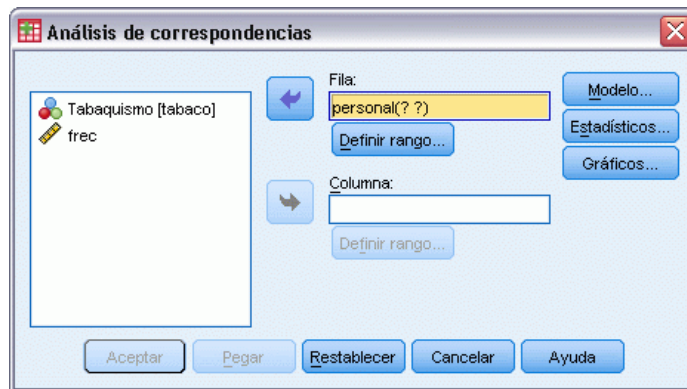 Análisis de correspondencias
Tabaquismo [tabaco]
frec
Fila:
personal(? ?)
Definir rango...
Columna:
Definir rango...
Modelo...
Estadísticos...
Gráficos...
Aceptar
Pegar
Restablecer
Cancelar
Ayuda